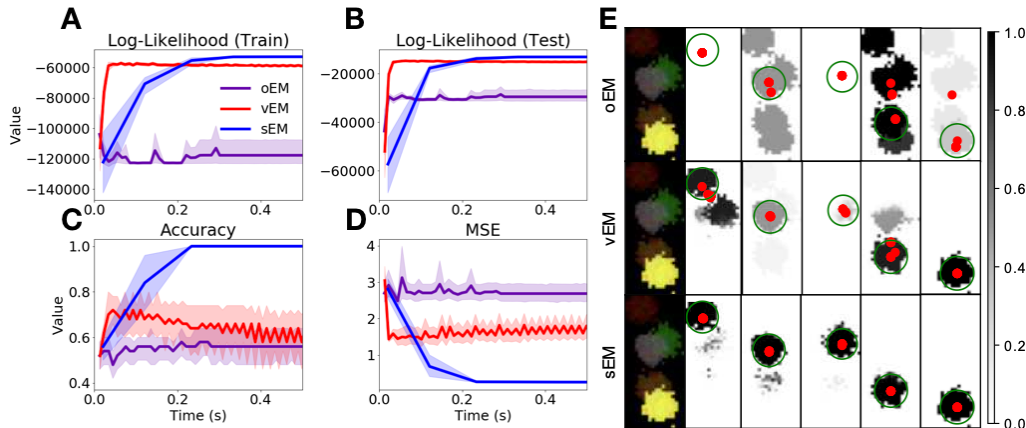 A
Log-Likelihood (Train)
Value
−60000
−80000
−100000
−120000
−140000
oEM
vEM
sEM
0.0
0.2
0.4
B
Log-Likelihood (Test)
−20000
−40000
−60000
0.0
0.2
0.4
C
Accuracy
Value
1.0
0.8
0.6
0.4
0.0
0.2
0.4
Time (s)
D
MSE
4
3
2
1
0.0
0.2
0.4
Time (s)
E
oEM
vEM
sEM
1.0
0.8
0.6
0.4
0.2
0.0